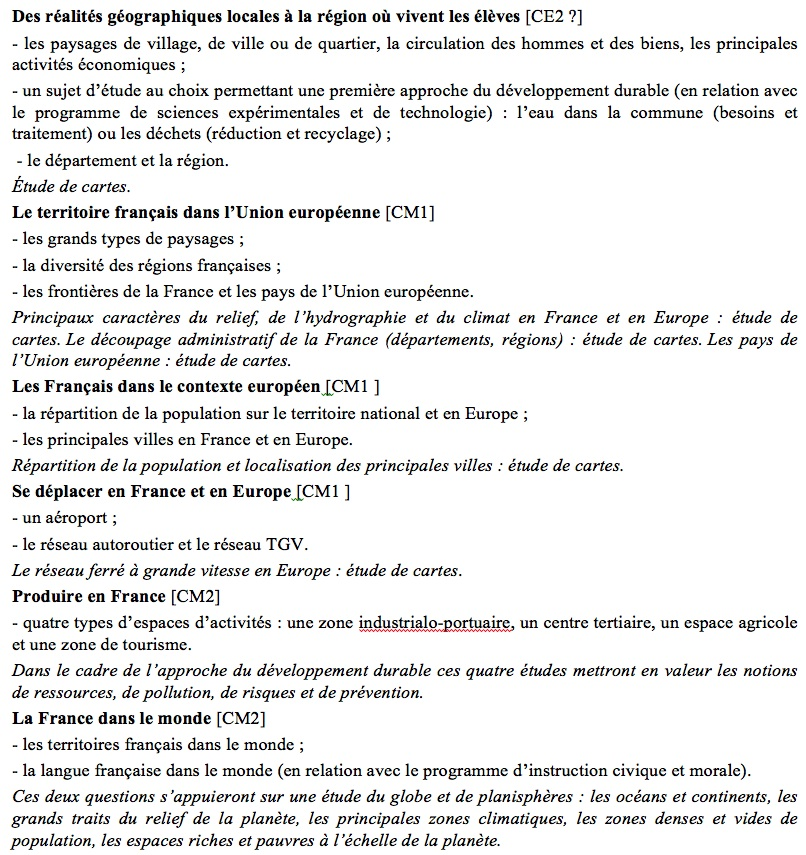 Des réalités géographiques locales à la région où vivent les élèves [CE2 ?]
- les paysages de village, de ville ou de quartier, la circulation des hommes et des biens, les principales
activités économiques ;
- un sujet d’étude au choix permettant une première approche du développement durable (en relation avec
le programme de sciences expérimentales et de technologie) : l’eau dans la commune (besoins et
traitement) ou les déchets (réduction et recyclage) ;
- le département et la région.
Étude de cartes.
Le territoire français dans l’Union européenne [CM1]
- les grands types de paysages ;
- la diversité des régions françaises ;
- les frontières de la France et les pays de l’Union européenne.
Principaux caractères du relief, de l’hydrographie et du climat en France et en Europe : étude de
cartes. Le découpage administratif de la France (départements, régions) : étude de cartes. Les pays de
l’Union européenne : étude de cartes.
Les Français dans le contexte européen [CM1 ]
- la répartition de la population sur le territoire national et en Europe ;
- les principales villes en France et en Europe.
Répartition de la population et localisation des principales villes : étude de cartes.
Se déplacer en France et en Europe [CM1 ]
- un aéroport ;
- le réseau autoroutier et le réseau TGV.
Le réseau ferré à grande vitesse en Europe : étude de cartes.
Produire en France [CM2]
- quatre types d’espaces d’activités : une zone industrialo-portuaire, un centre tertiaire, un espace agricole
et une zone de tourisme.
Dans le cadre de l’approche du développement durable ces quatre études mettront en valeur les notions
de ressources, de pollution, de risques et de prévention.
La France dans le monde [CM2]
- les territoires français dans le monde ;
- la langue française dans le monde (en relation avec le programme d’instruction civique et morale).
Ces deux questions s’appuieront sur une étude du globe et de planisphères : les océans et continents, les
grands traits du relief de la planète, les principales zones climatiques, les zones denses et vides de
population, les espaces riches et pauvres à l’échelle de la planète.